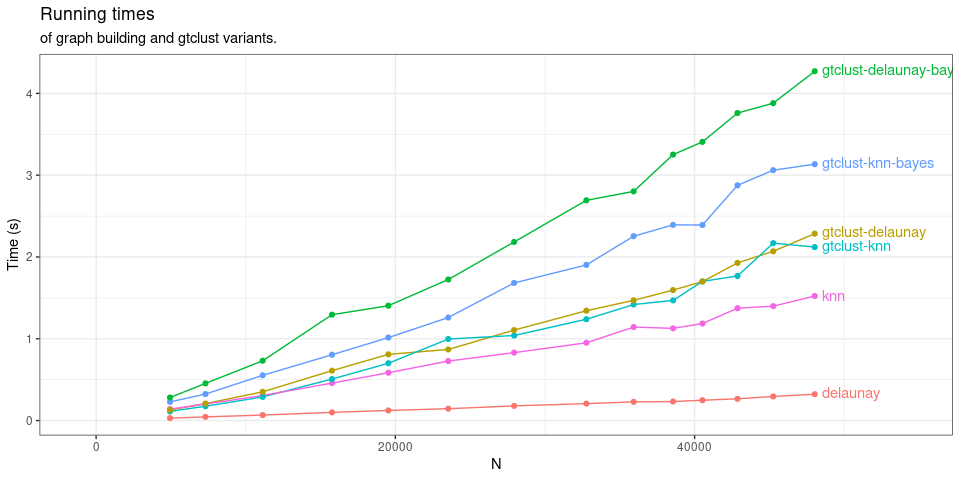 Running times
of graph building and gtclust variants.
gtclust-delaunay-bay
4
gtclust-knn-bayes
3
gtclust-delaunay
gtclust-knn
2
knn
1
delaunay
0
Time (s)
0 20000 40000
N